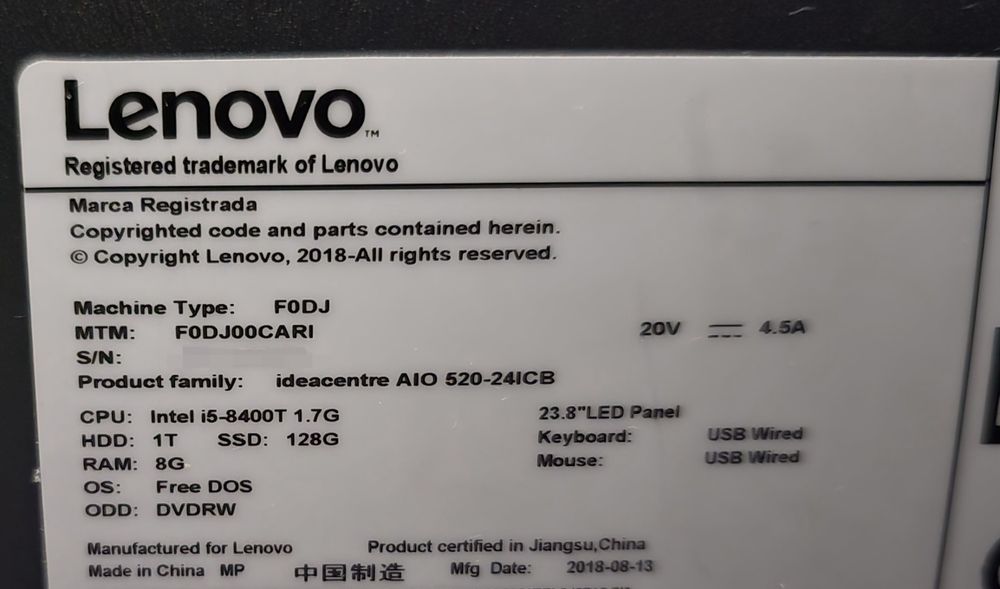 Lenovo™
Registered trademark of Lenovo
Marca Registrada
Copyrighted code and parts contained herein.
© Copyright Lenovo, 2018-All rights reserved.
Machine Type: F0DJ
MTM: F0DJ00CARI 20V ⎓ 4.5A
S/N:
Product family: ideacentre AIO 520-24ICB
CPU: Intel i5-8400T 1.7G 23.8"LED Panel
HDD: 1T SSD: 128G Keyboard: USB Wired
RAM: 8G Mouse: USB Wired
OS: Free DOS
ODD: DVDRW
Manufactured for Lenovo Product certified in Jiangsu,China
Made in China MP 中国制造 Mfg Date: 2018-08-13